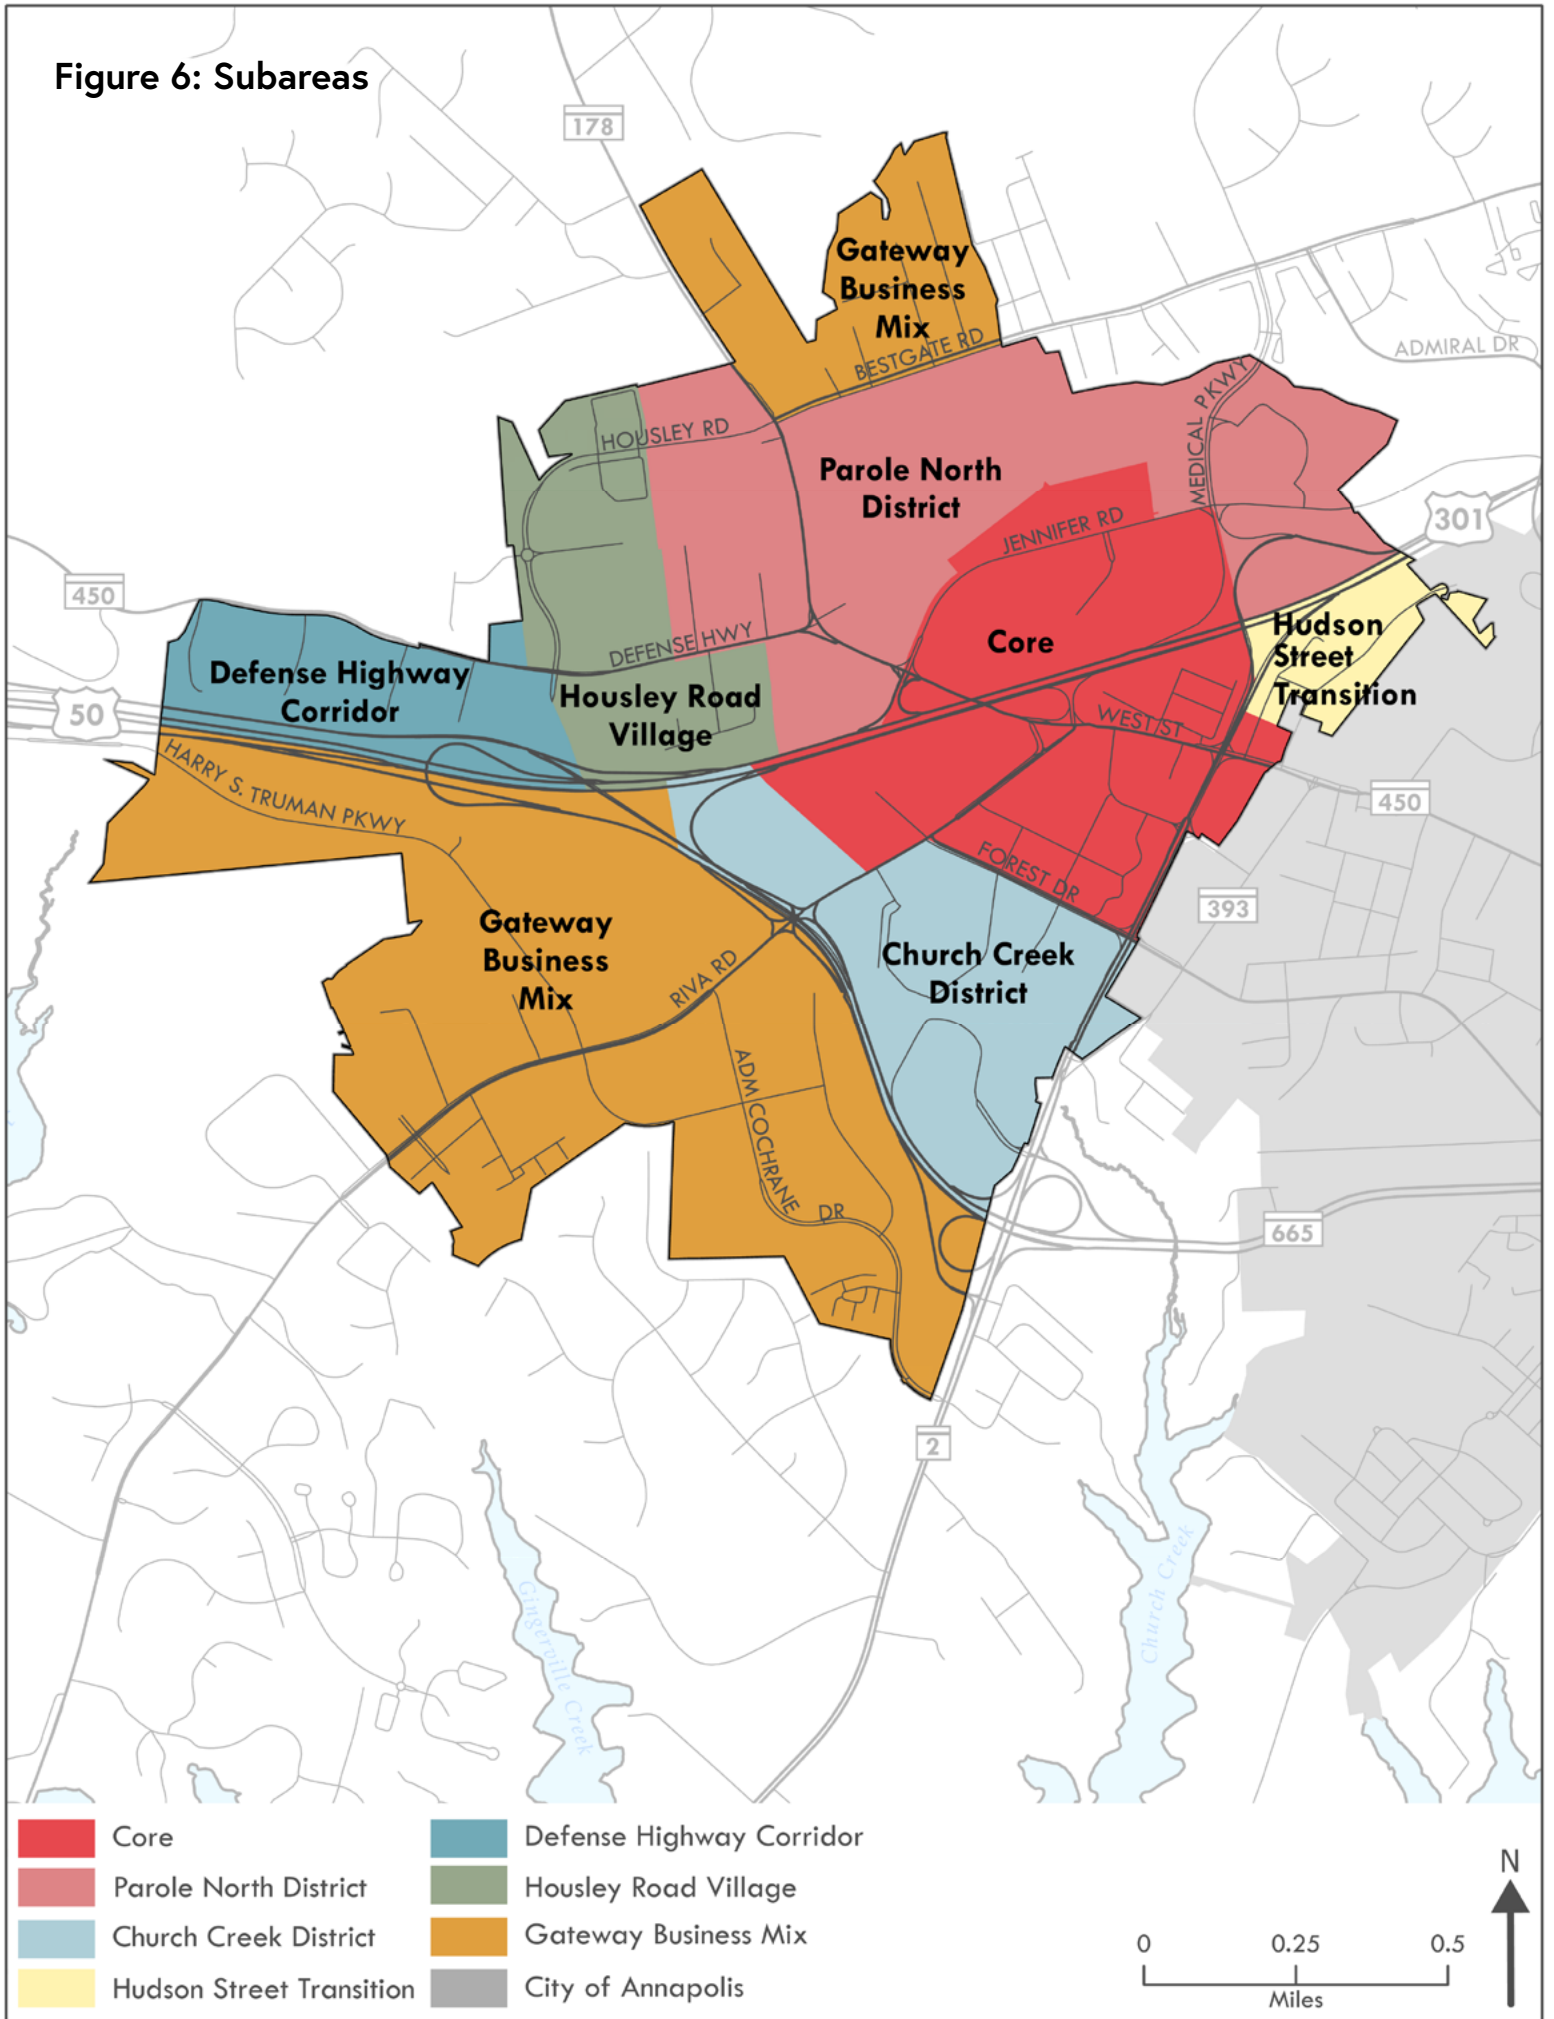 Figure 6: Subareas
178
Gateway
Business
Mix
BESTGATE RD
ADMIRAL DR
MEDICAL PKWY
HOUSLEY RD
Parole North
District
301
JENNIFER RD
450
Hudson
Street
Transition
DEFENSE HWY
Core
Defense Highway
Corridor
Housley Road
Village
50
WEST ST
HARRY S. TRUMAN PKWY
450
FOREST DR
393
Gateway
Business
Mix
Church Creek
District
RIVA RD
ADM COCHRANE DR
665
2
Church Creek
Gingerville Creek
Core
Parole North District
Church Creek District
Hudson Street Transition
Defense Highway Corridor
Housley Road Village
Gateway Business Mix
City of Annapolis
0 0.25 0.5
Miles
N